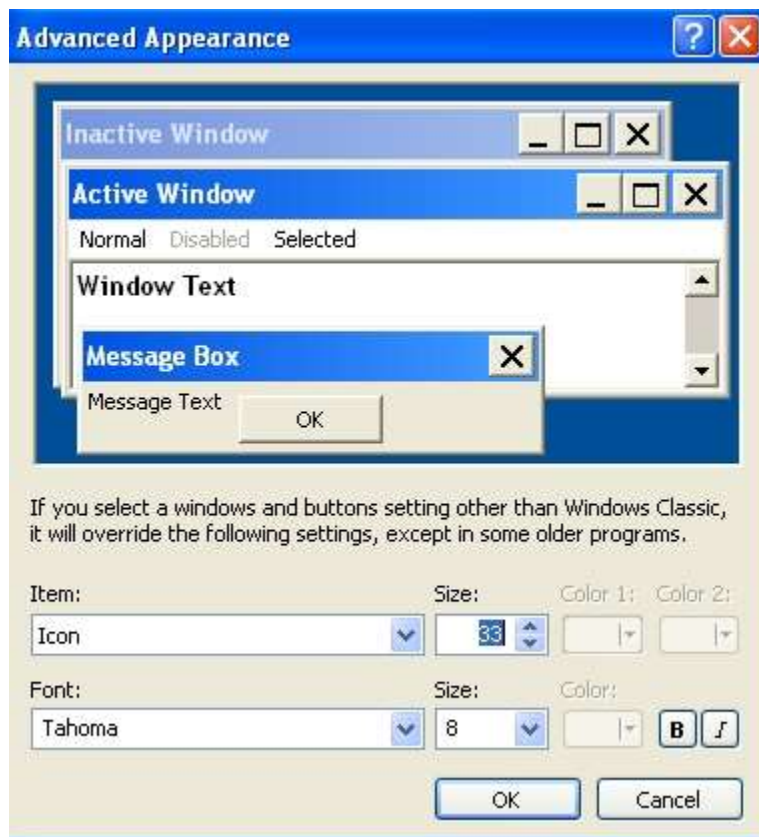 Advanced Appearance
Inactive Window
Active Window
Normal Disabled Selected
Window Text
Message Box
Message Text
OK
If you select a windows and buttons setting other than Windows Classic,
it will override the following settings, except in some older programs.
Item: Size: Color 1: Color 2:
Icon 33
Font: Size: Color:
Tahoma 8 B I
OK Cancel